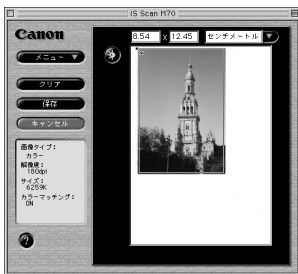 IS Scan M70
Canon
8.54 x 12.45 センチメートル
メニュー
クリア
保存
キャンセル
画像タイプ:
カラー
解像度:
180dpi
サイズ:
6259K
カラーマッチング:
ON
?